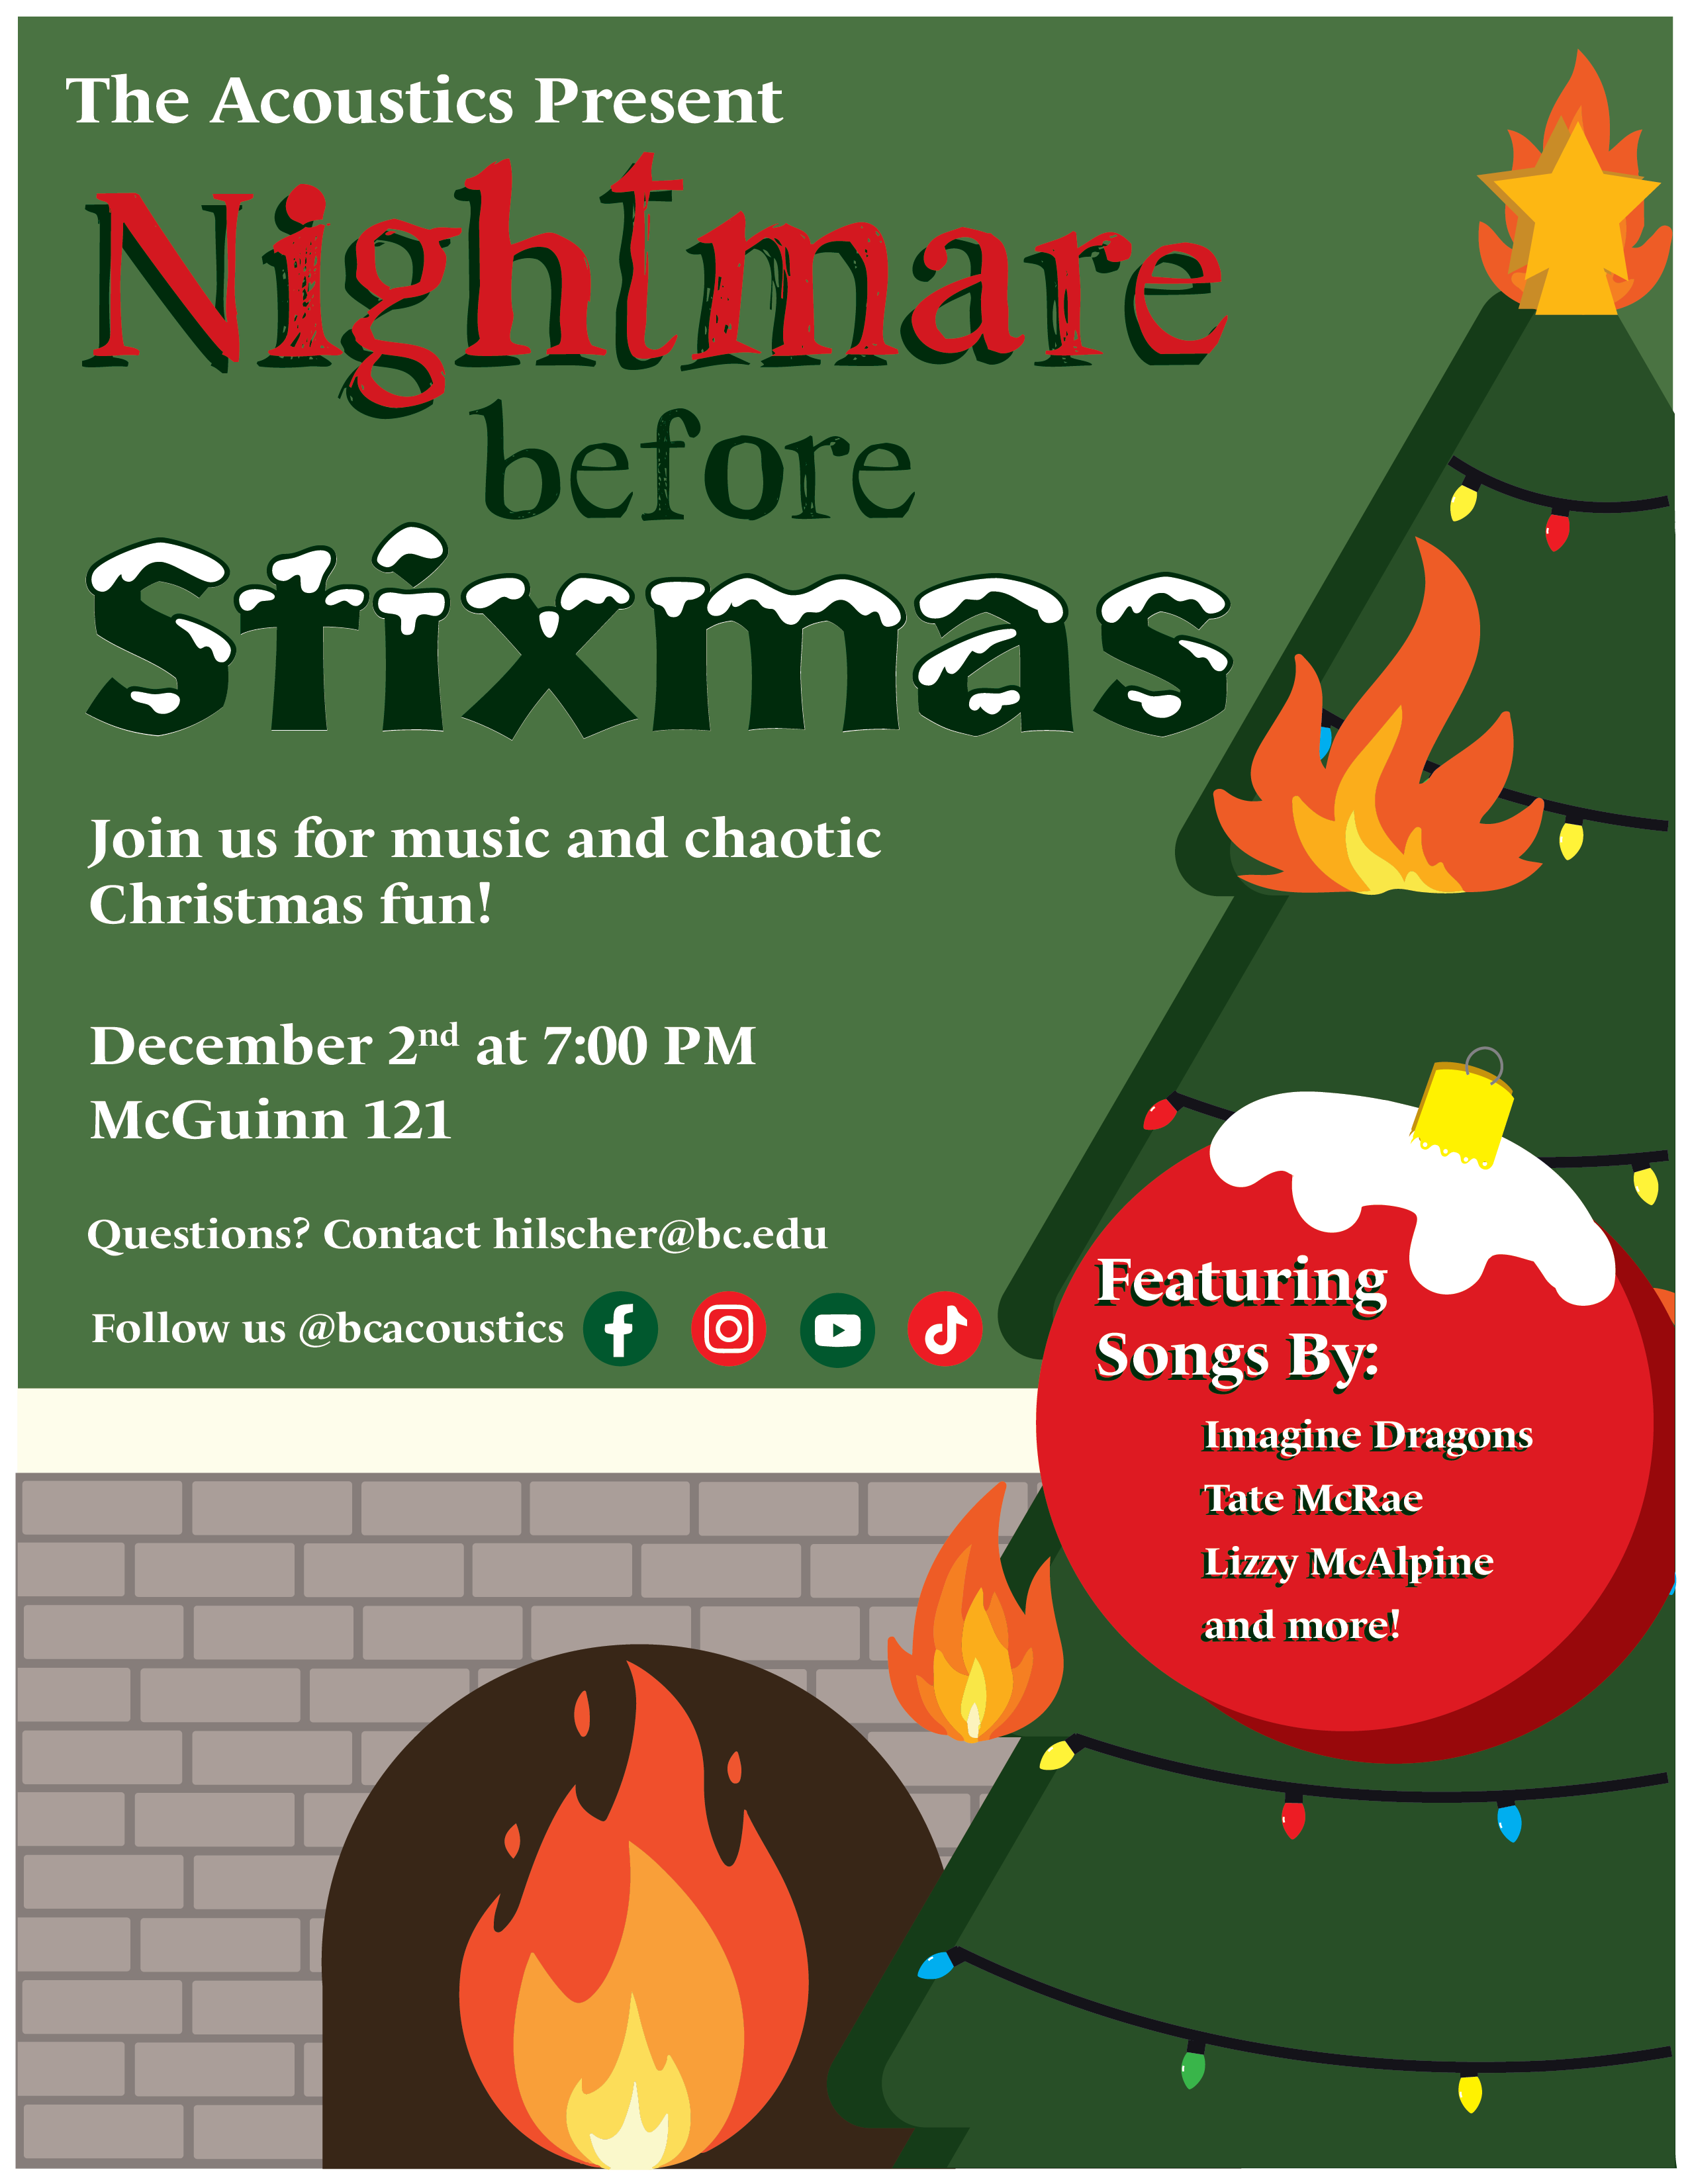 The Acoustics Present
Nightmare
before
Stixmas
Join us for music and chaotic
Christmas fun!
December 2nd at 7:00 PM
McGuinn 121
Questions? Contact hilscher@bc.edu
Follow us @bcacoustics
Featuring
Songs By:
Imagine Dragons
Tate McRae
Lizzy McAlpine
and more!